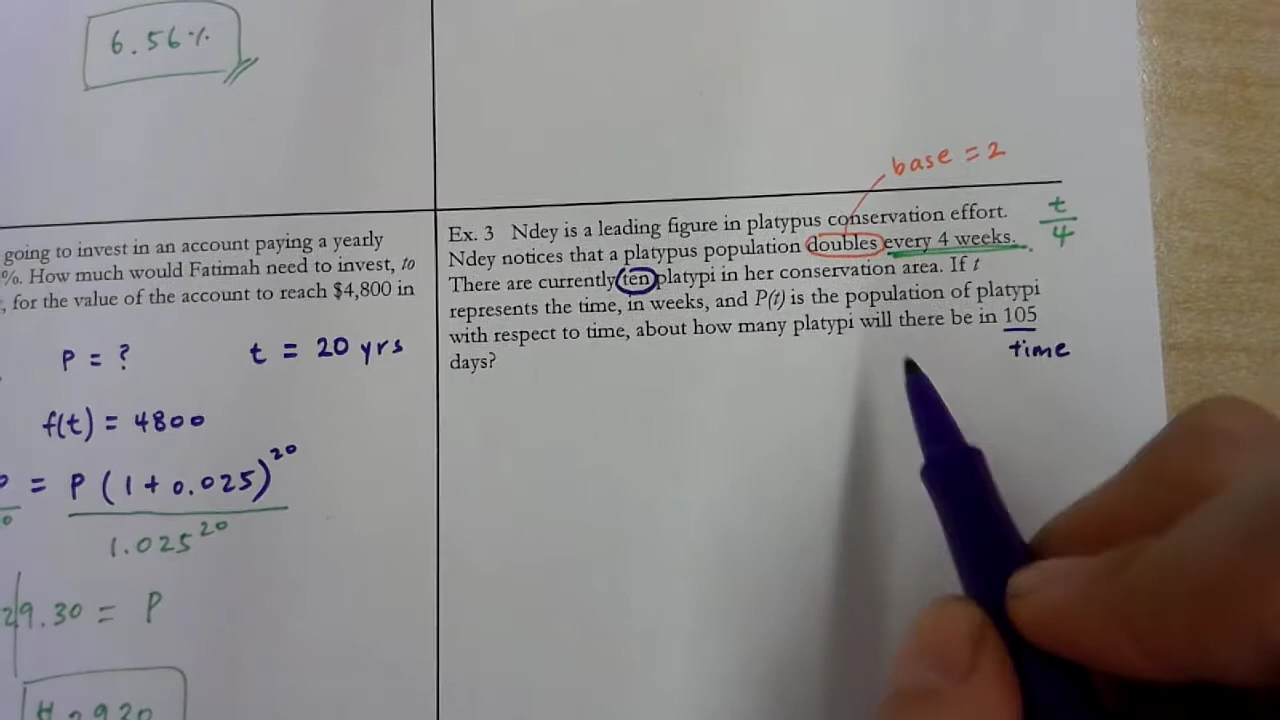 6.56%
base = 2
going to invest in an account paying a yearly
%. How much would Fatimah need to invest, to
, for the value of the account to reach $4,800 in
P = ?
t = 20 yrs
f(t) = 4800
= P (1 + 0.025)^20
1.025^20
29.30 = P
Ex. 3 Ndey is a leading figure in platypus conservation effort.
Ndey notices that a platypus population doubles every 4 weeks.
t/4
There are currently ten platypi in her conservation area. If t
represents the time, in weeks, and P(t) is the population of platypi
with respect to time, about how many platypi will there be in 105
time
days?